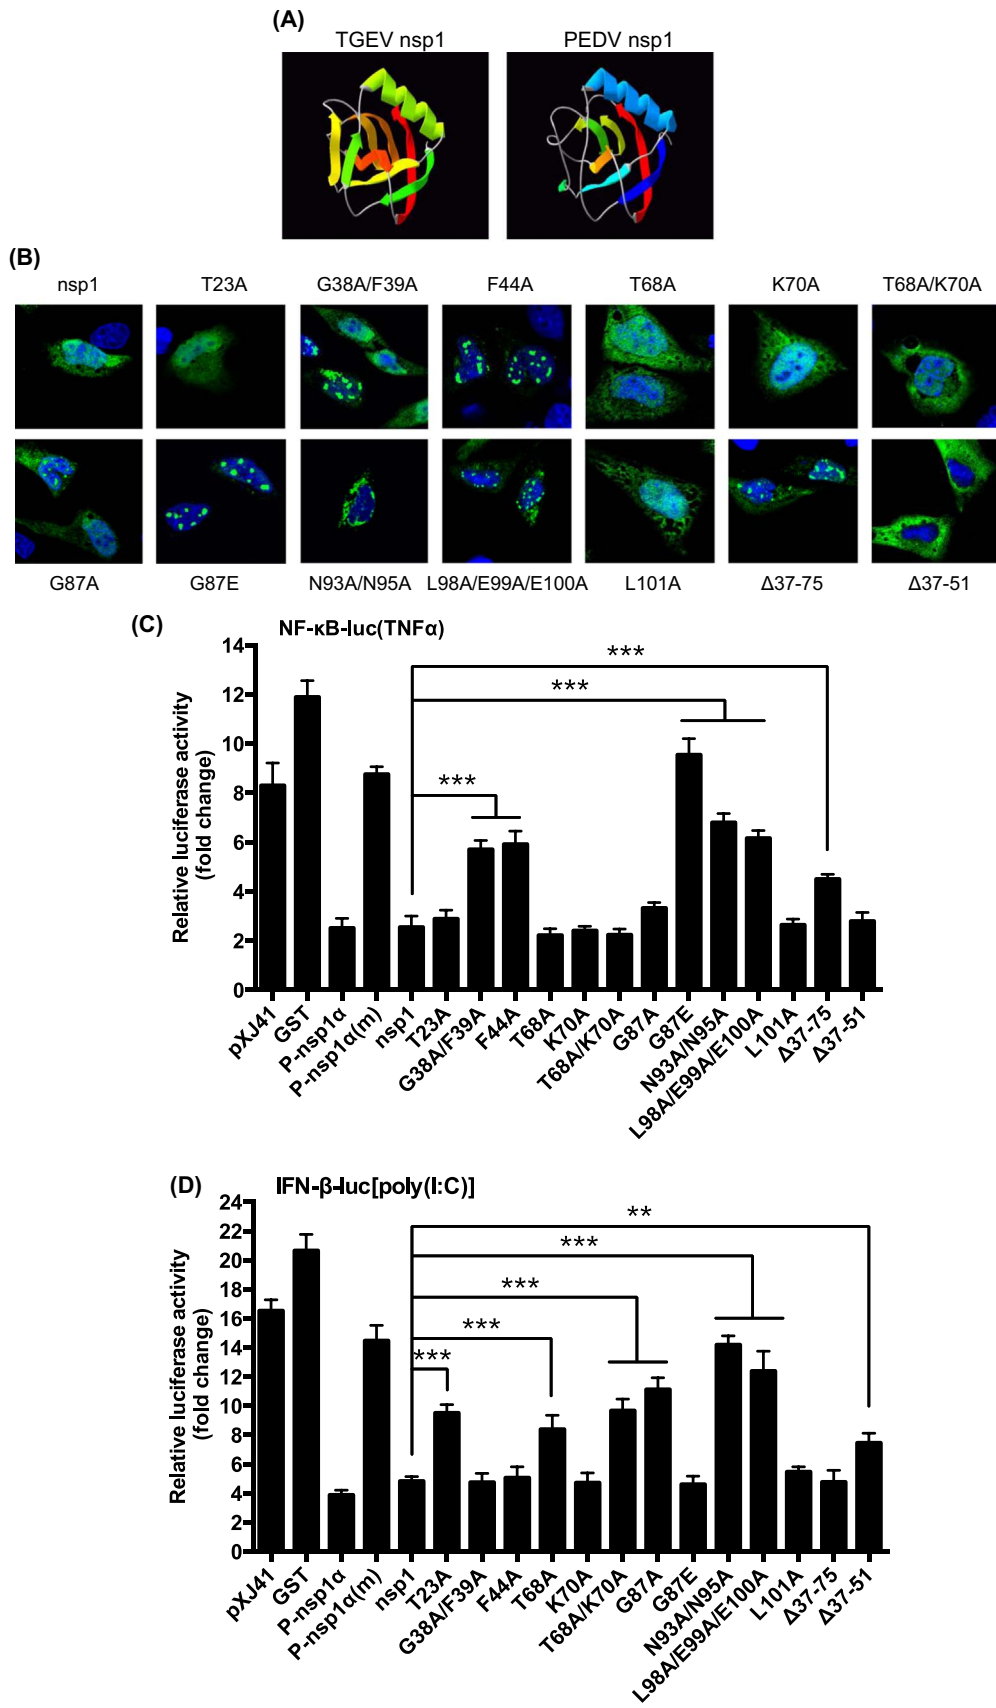 (A)
TGEV nsp1 PEDV nsp1
(B)
nsp1 T23A G38A/F39A F44A T68A K70A T68A/K70A
G87A G87E N93A/N95A L98A/E99A/E100A L101A Δ37-75 Δ37-51
(C) NF-κB-luc(TNFα)
Relative luciferase activity
(fold change)
14
12
10
8
6
4
2
0
***
***
***
pXJ41
GST
P-nsp1α
P-nsp1α(m)
nsp1
T23A
G38A/F39A
F44A
T68A
K70A
T68A/K70A
G87A
G87E
N93A/N95A
L98A/E99A/E100A
L101A
Δ37-75
Δ37-51
(D) IFN-β-luc[poly(I:C)]
Relative luciferase activity
(fold change)
24
22
20
18
16
14
12
10
8
6
4
2
0
**
***
***
***
***
pXJ41
GST
P-nsp1α
P-nsp1α(m)
nsp1
T23A
G38A/F39A
F44A
T68A
K70A
T68A/K70A
G87A
G87E
N93A/N95A
L98A/E99A/E100A
L101A
Δ37-75
Δ37-51